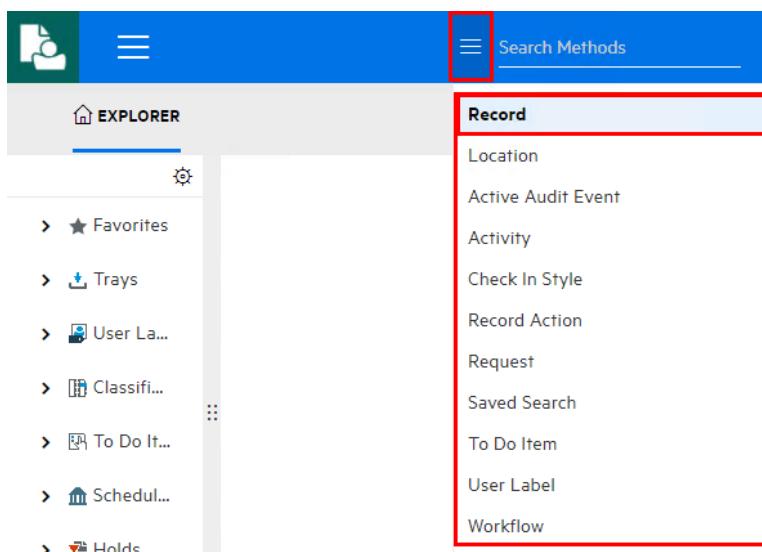 Search Methods
EXPLORER
Record
Location
Active Audit Event
Activity
Check In Style
Record Action
Request
Saved Search
To Do Item
User Label
Workflow
Favorites
Trays
User La...
Classifi...
To Do It...
Schedul...
Holds